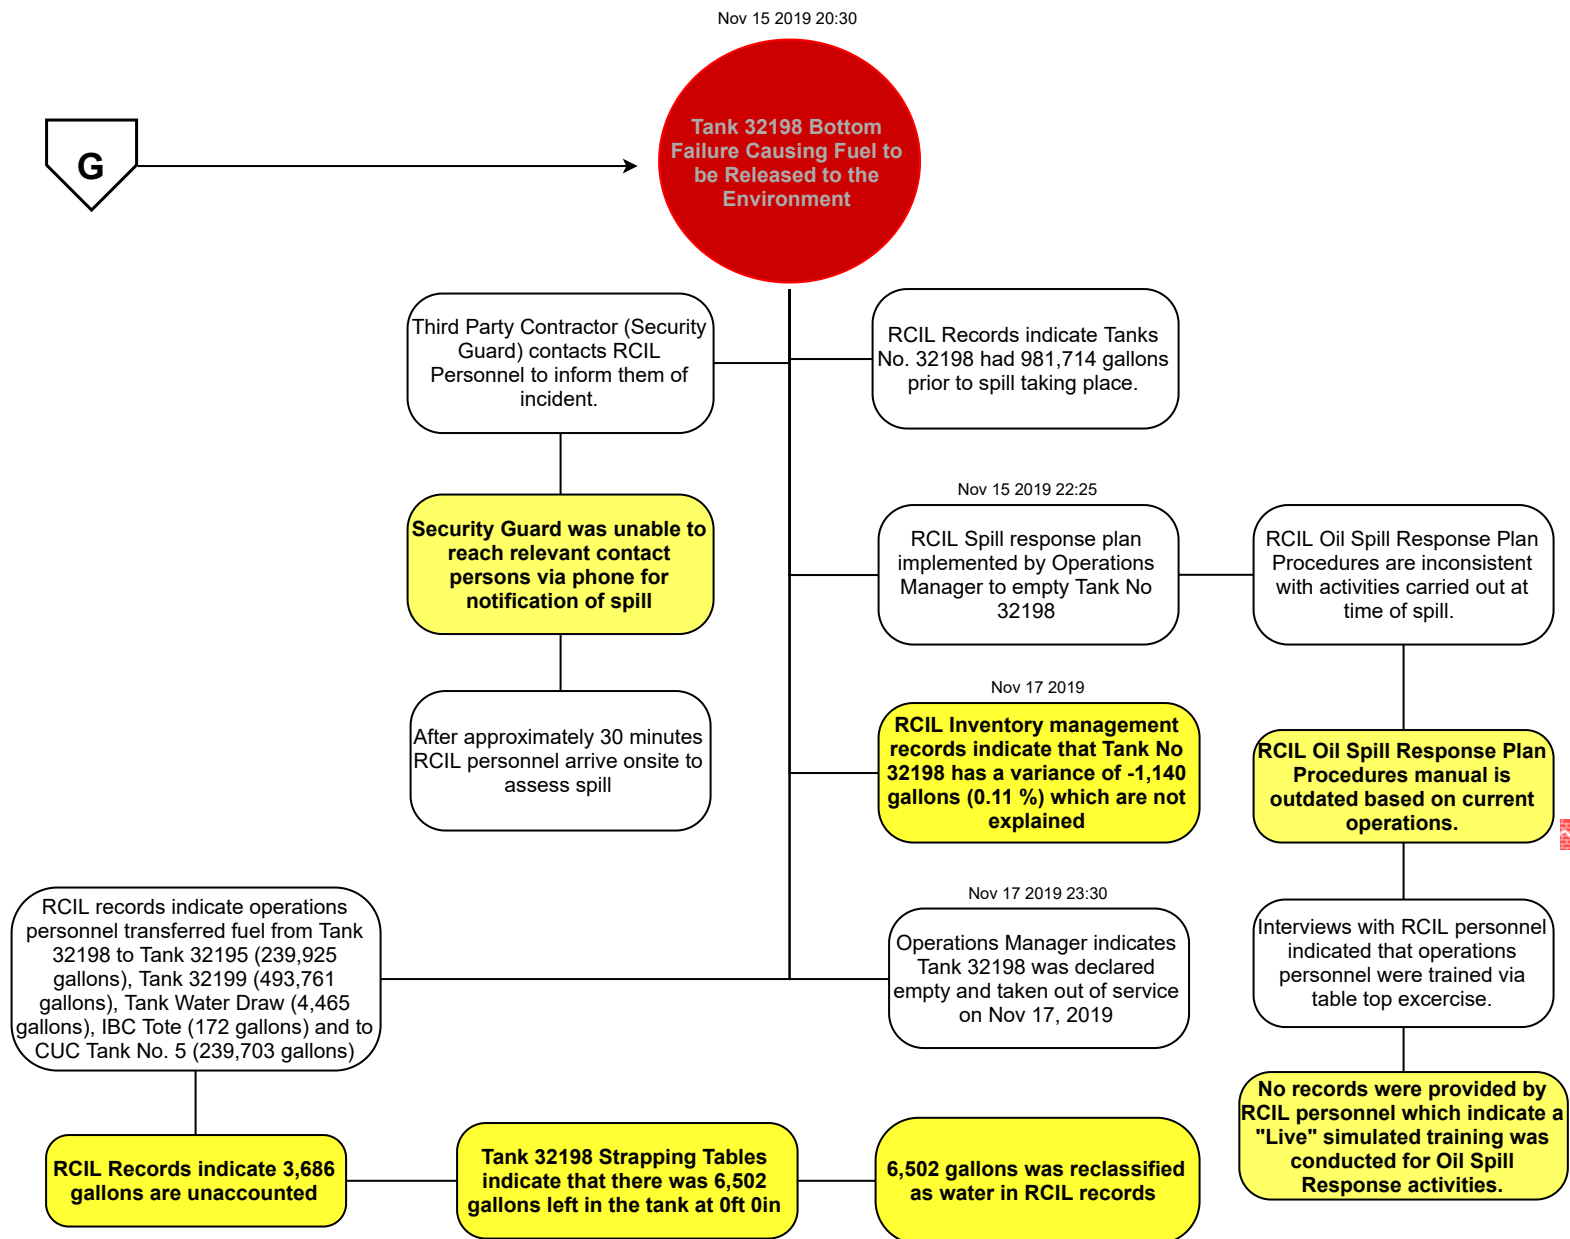 Nov 15 2019 20:30
Tank 32198 Bottom
Failure Causing Fuel to
be Released to the
Environment
G
Third Party Contractor (Security
Guard) contacts RCIL
Personnel to inform them of
incident.
RCIL Records indicate Tanks
No. 32198 had 981,714 gallons
prior to spill taking place.
Security Guard was unable to
reach relevant contact
persons via phone for
notification of spill
Nov 15 2019 22:25
RCIL Spill response plan
implemented by Operations
Manager to empty Tank No
32198
RCIL Oil Spill Response Plan
Procedures are inconsistent
with activities carried out at
time of spill.
After approximately 30 minutes
RCIL personnel arrive onsite to
assess spill
Nov 17 2019
RCIL Inventory management
records indicate that Tank No
32198 has a variance of -1,140
gallons (0.11 %) which are not
explained
RCIL Oil Spill Response Plan
Procedures manual is
outdated based on current
operations.
RCIL records indicate operations
personnel transferred fuel from Tank
32198 to Tank 32195 (239,925
gallons), Tank 32199 (493,761
gallons), Tank Water Draw (4,465
gallons), IBC Tote (172 gallons) and to
CUC Tank No. 5 (239,703 gallons)
Nov 17 2019 23:30
Operations Manager indicates
Tank 32198 was declared
empty and taken out of service
on Nov 17, 2019
Interviews with RCIL personnel
indicated that operations
personnel were trained via
table top excercise.
RCIL Records indicate 3,686
gallons are unaccounted
Tank 32198 Strapping Tables
indicate that there was 6,502
gallons left in the tank at 0ft 0in
6,502 gallons was reclassified
as water in RCIL records
No records were provided by
RCIL personnel which indicate a
"Live" simulated training was
conducted for Oil Spill
Response activities.